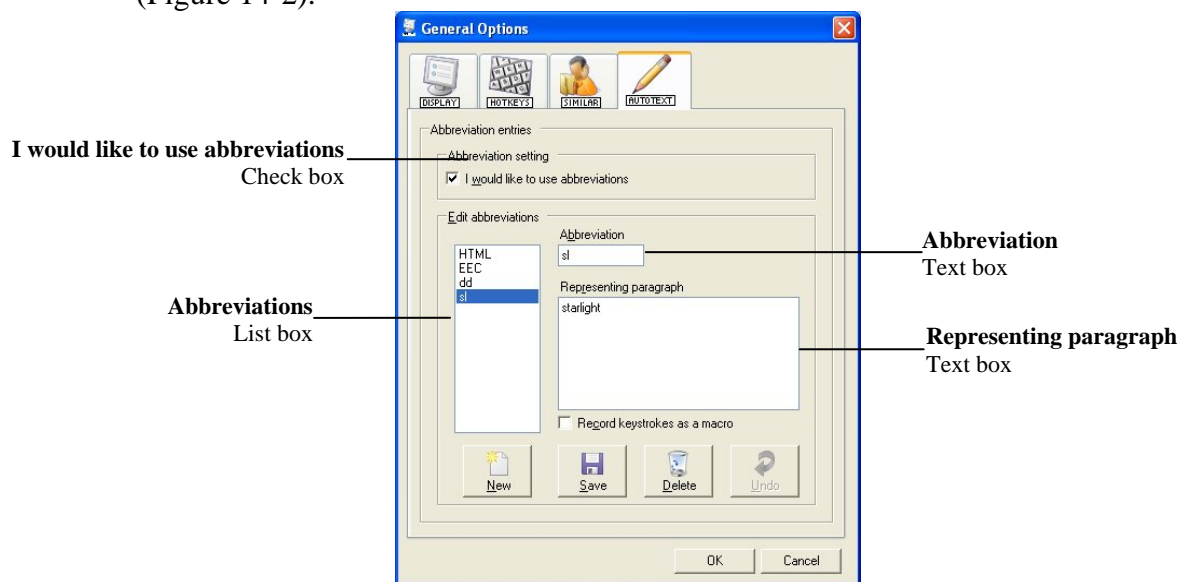 (Figure 14-2).
General Options
DISPLAY HOTKEYS SIMILAR AUTOTEXT
Abbreviation entries
I would like to use abbreviations
Check box
Abbreviation setting
I would like to use abbreviations
Edit abbreviations
Abbreviation
HTML
EEC
dd
sl
sl
Abbreviation
Text box
Representing paragraph
starlight
Abbreviations
List box
Representing paragraph
Text box
Record keystrokes as a macro
New Save Delete Undo
OK Cancel